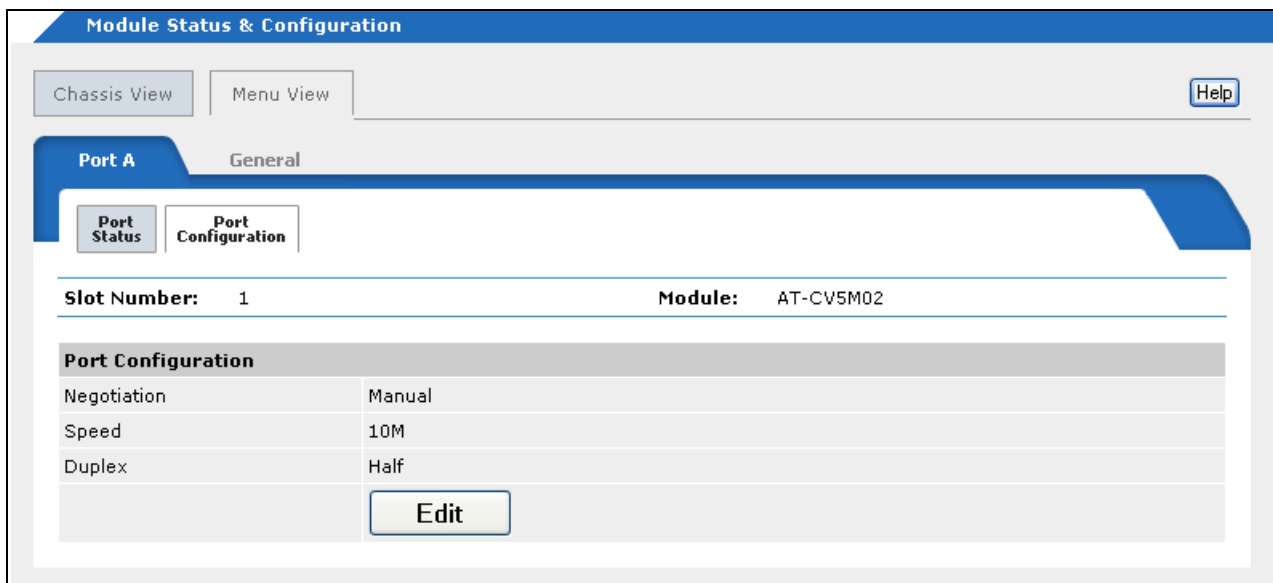 Module Status & Configuration
Chassis View Menu View Help
Port A General
Port Status Port Configuration
Slot Number: 1 Module: AT-CV5M02
Port Configuration
Negotiation Manual
Speed 10M
Duplex Half
Edit